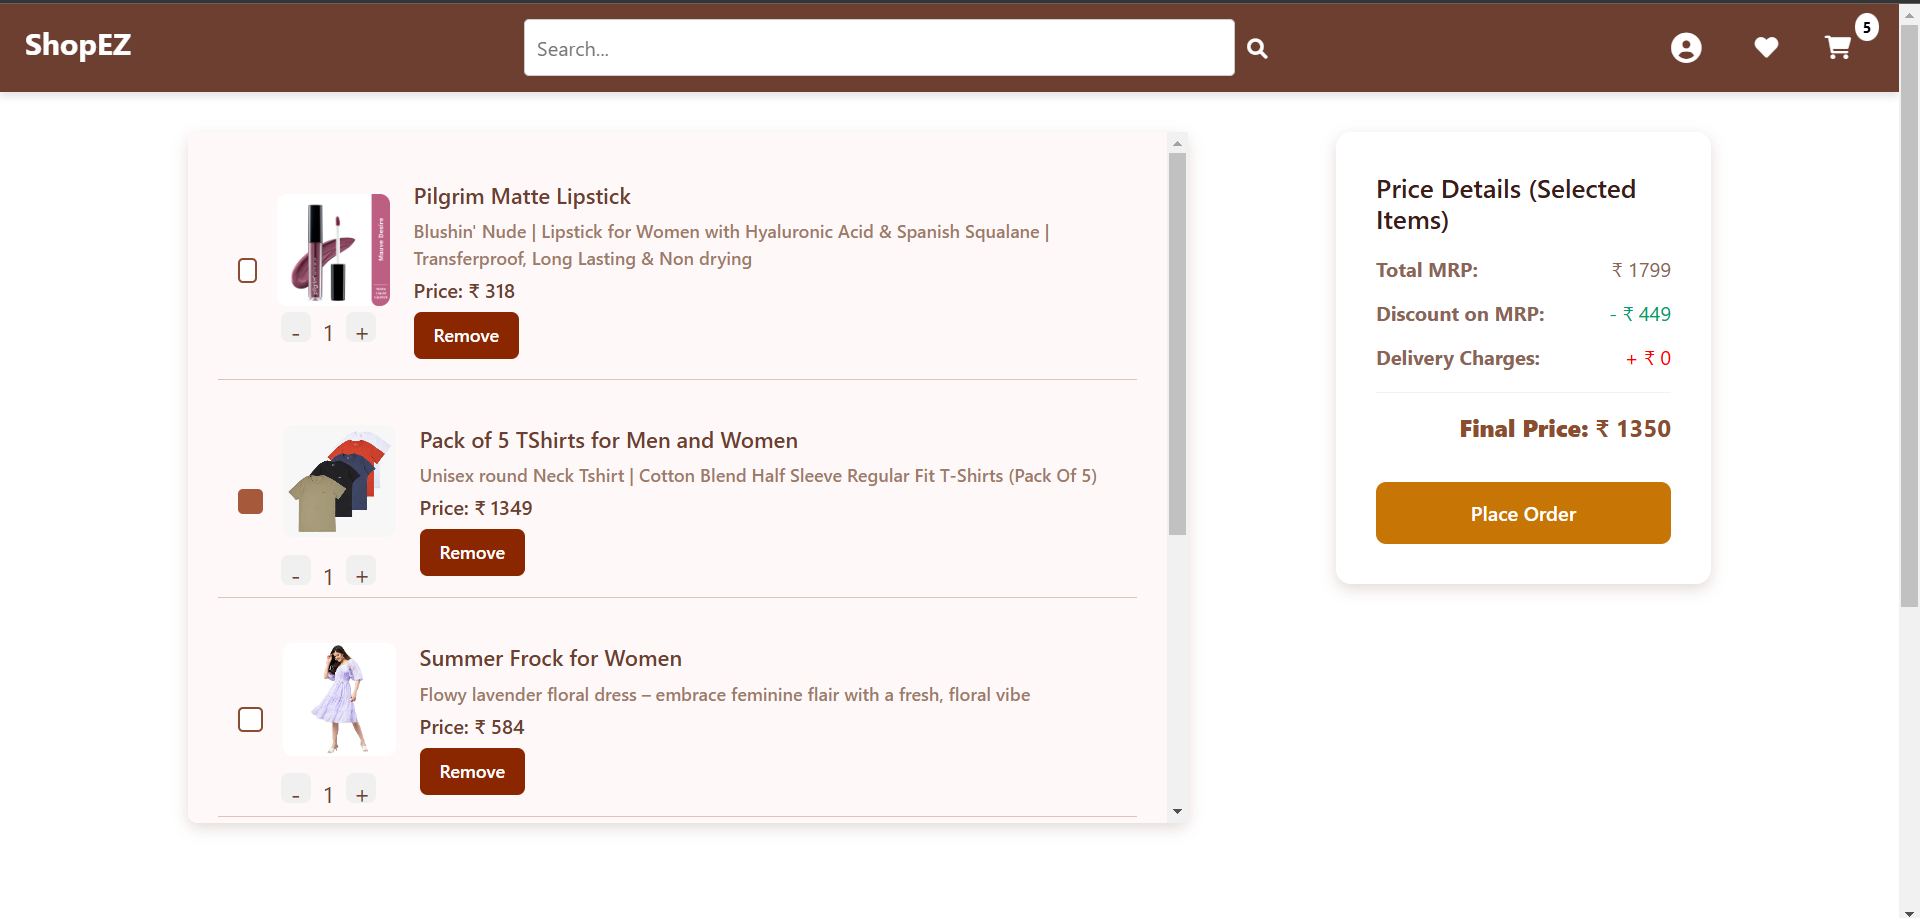 ShopEZ
Search...
5
Pilgrim Matte Lipstick
Blushin' Nude | Lipstick for Women with Hyaluronic Acid & Spanish Squalane |
Transferproof, Long Lasting & Non drying
Price: ₹ 318
- 1 +
Remove
Mauve Desire
Pack of 5 TShirts for Men and Women
Unisex round Neck Tshirt | Cotton Blend Half Sleeve Regular Fit T-Shirts (Pack Of 5)
Price: ₹ 1349
Remove
- 1 +
Summer Frock for Women
Flowy lavender floral dress – embrace feminine flair with a fresh, floral vibe
Price: ₹ 584
Remove
- 1 +
Price Details (Selected
Items)
Total MRP: ₹ 1799
Discount on MRP: - ₹ 449
Delivery Charges: + ₹ 0
Final Price: ₹ 1350
Place Order